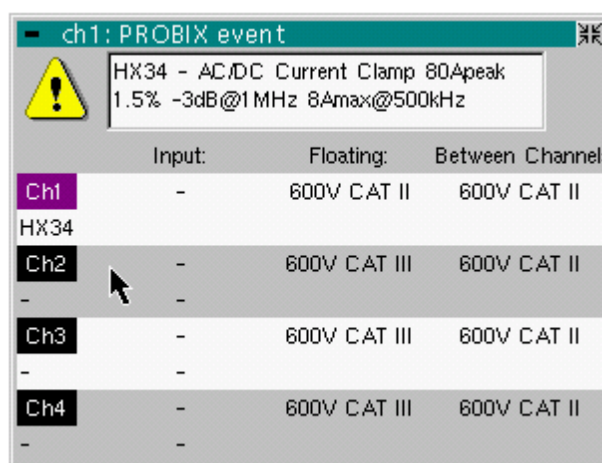 ch1: PROBIX event
HX34 - AC/DC Current Clamp 80Apeak
1.5% -3dB@1MHz 8Amax@500kHz
Input: Floating: Between Channel
Ch1 - 600V CAT II 600V CAT II
HX34
Ch2 - 600V CAT III 600V CAT II
- -
Ch3 - 600V CAT III 600V CAT II
- -
Ch4 - 600V CAT III 600V CAT II
- -